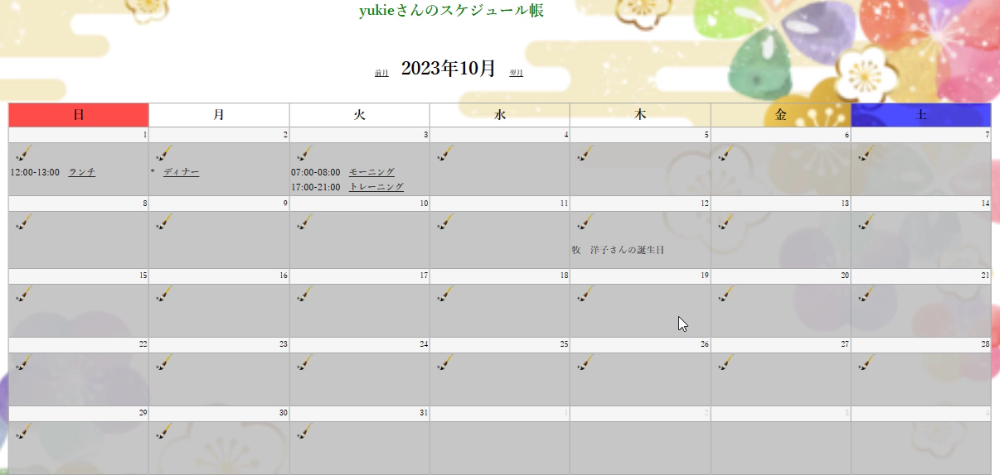 yukieさんのスケジュール帳
前月 2023年10月 翌月
日 月 火 水 木 金 土
1 2 3 4 5 6 7
12:00-13:00 ランチ * ディナー 07:00-08:00 モーニング
17:00-21:00 トレーニング
8 9 10 11 12 13 14
牧　洋子さんの誕生日
15 16 17 18 19 20 21
22 23 24 25 26 27 28
29 30 31 1 2 3 4